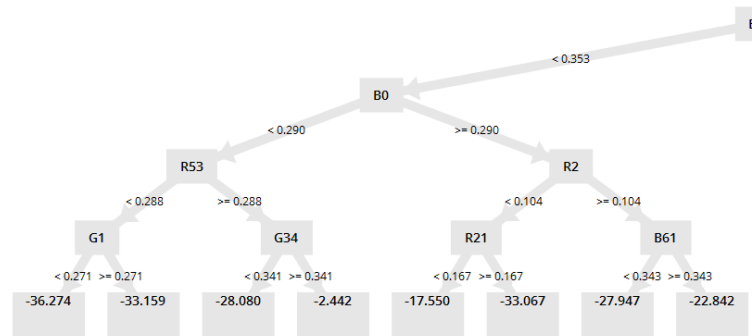 < 0.353
B0
< 0.290 >= 0.290
R53 R2
< 0.288 >= 0.288 < 0.104 >= 0.104
G1 G34 R21 B61
< 0.271 >= 0.271 < 0.341 >= 0.341 < 0.167 >= 0.167 < 0.343 >= 0.343
-36.274 -33.159 -28.080 -2.442 -17.550 -33.067 -27.947 -22.842